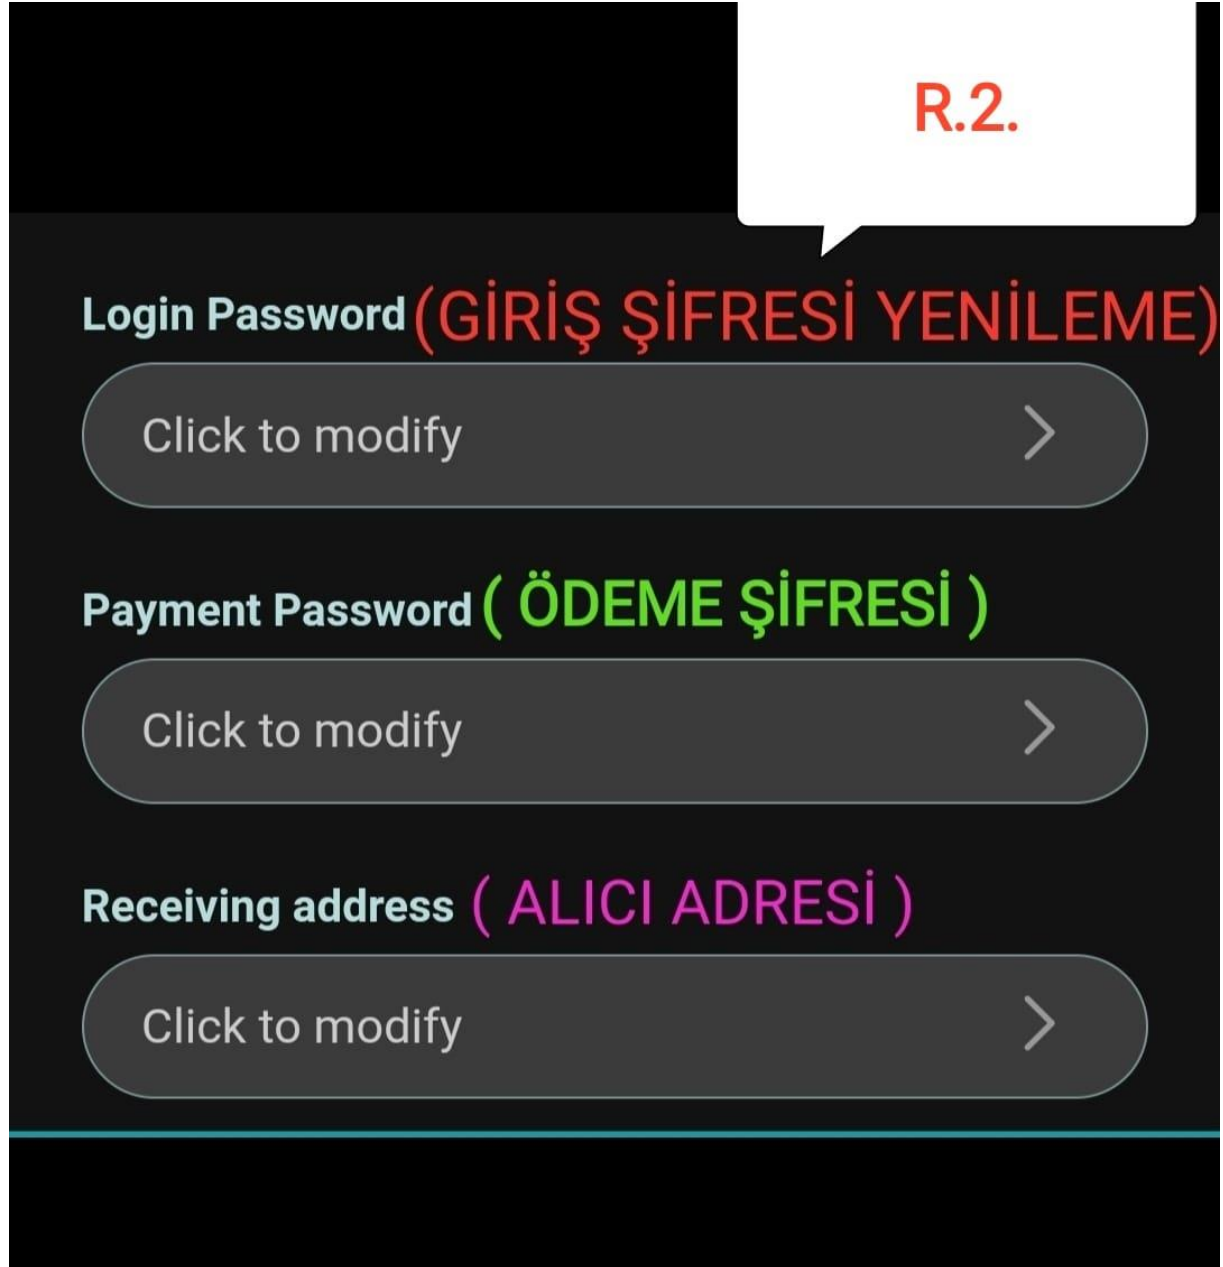 R.2.
Login Password (GİRİŞ ŞİFRESİ YENİLEME)
Click to modify
Payment Password ( ÖDEME ŞİFRESİ )
Click to modify
Receiving address ( ALICI ADRESİ )
Click to modify